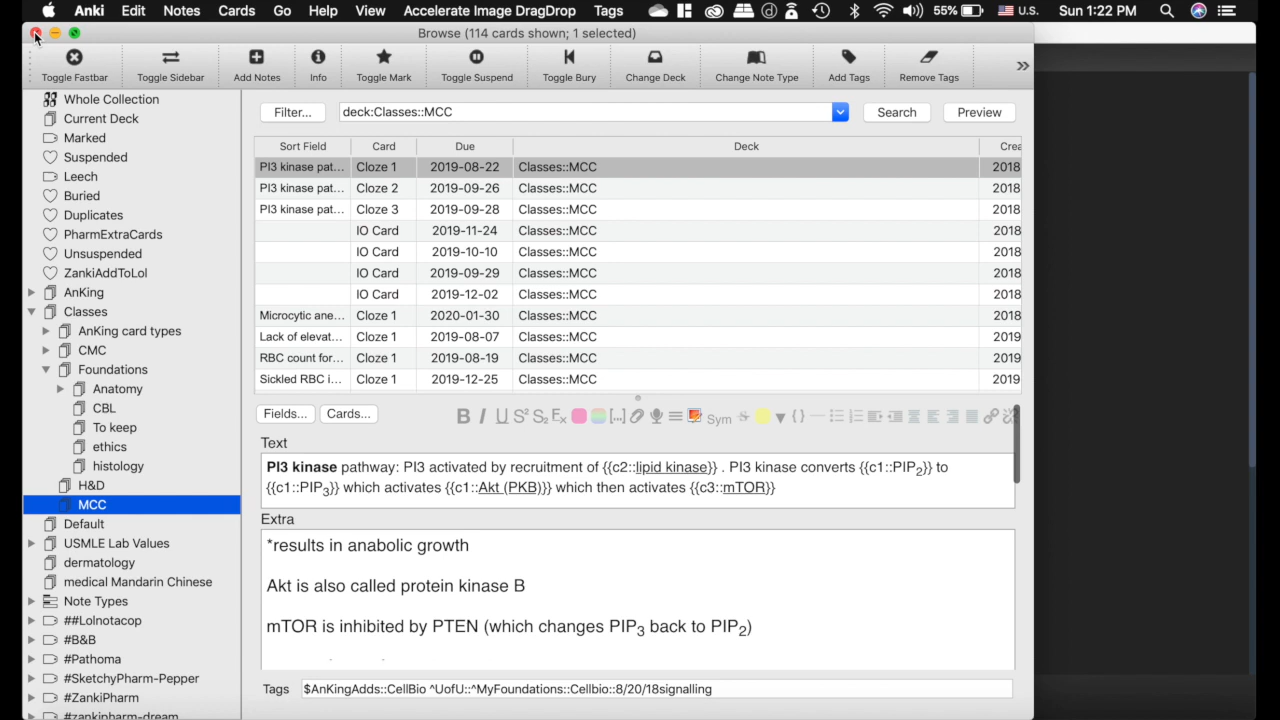 Anki Edit Notes Cards Go Help View Accelerate Image DragDrop Tags 55% U.S. Sun 1:22 PM
Browse (114 cards shown; 1 selected)
Toggle Fastbar Toggle Sidebar Add Notes Info Toggle Mark Toggle Suspend Toggle Bury Change Deck Change Note Type Add Tags Remove Tags »
Whole Collection
Current Deck
Marked
Suspended
Leech
Buried
Duplicates
PharmExtraCards
Unsuspended
ZankiAddToLol
AnKing
Classes
AnKing card types
CMC
Foundations
Anatomy
CBL
To keep
ethics
histology
H&D
MCC
Default
USMLE Lab Values
dermatology
medical Mandarin Chinese
Note Types
##Lolnotacop
#B&B
#Pathoma
#SketchyPharm-Pepper
#ZankiPharm
#zankipharm-dream
Filter... deck:Classes::MCC Search Preview
Sort Field Card Due Deck Crea
PI3 kinase pat... Cloze 1 2019-08-22 Classes::MCC 2018
PI3 kinase pat... Cloze 2 2019-09-26 Classes::MCC 2018
PI3 kinase pat... Cloze 3 2019-09-28 Classes::MCC 2018
IO Card 2019-11-24 Classes::MCC 2018
IO Card 2019-10-10 Classes::MCC 2018
IO Card 2019-09-29 Classes::MCC 2018
IO Card 2019-12-02 Classes::MCC 2018
Microcytic ane... Cloze 1 2020-01-30 Classes::MCC 2018
Lack of elevat... Cloze 1 2019-08-07 Classes::MCC 2019
RBC count for... Cloze 1 2019-08-19 Classes::MCC 2019
Sickled RBC i... Cloze 1 2019-12-25 Classes::MCC 2019
Fields... Cards... B I U S² S₂ Ex [...] Sym S {}
Text
PI3 kinase pathway: PI3 activated by recruitment of {{c2::lipid kinase}} . PI3 kinase converts {{c1::PIP₂}} to
{{c1::PIP₃}} which activates {{c1::Akt (PKB)}} which then activates {{c3::mTOR}}
Extra
*results in anabolic growth
Akt is also called protein kinase B
mTOR is inhibited by PTEN (which changes PIP₃ back to PIP₂)
Tags $AnKingAdds::CellBio ^UofU::^MyFoundations::Cellbio::8/20/18signalling